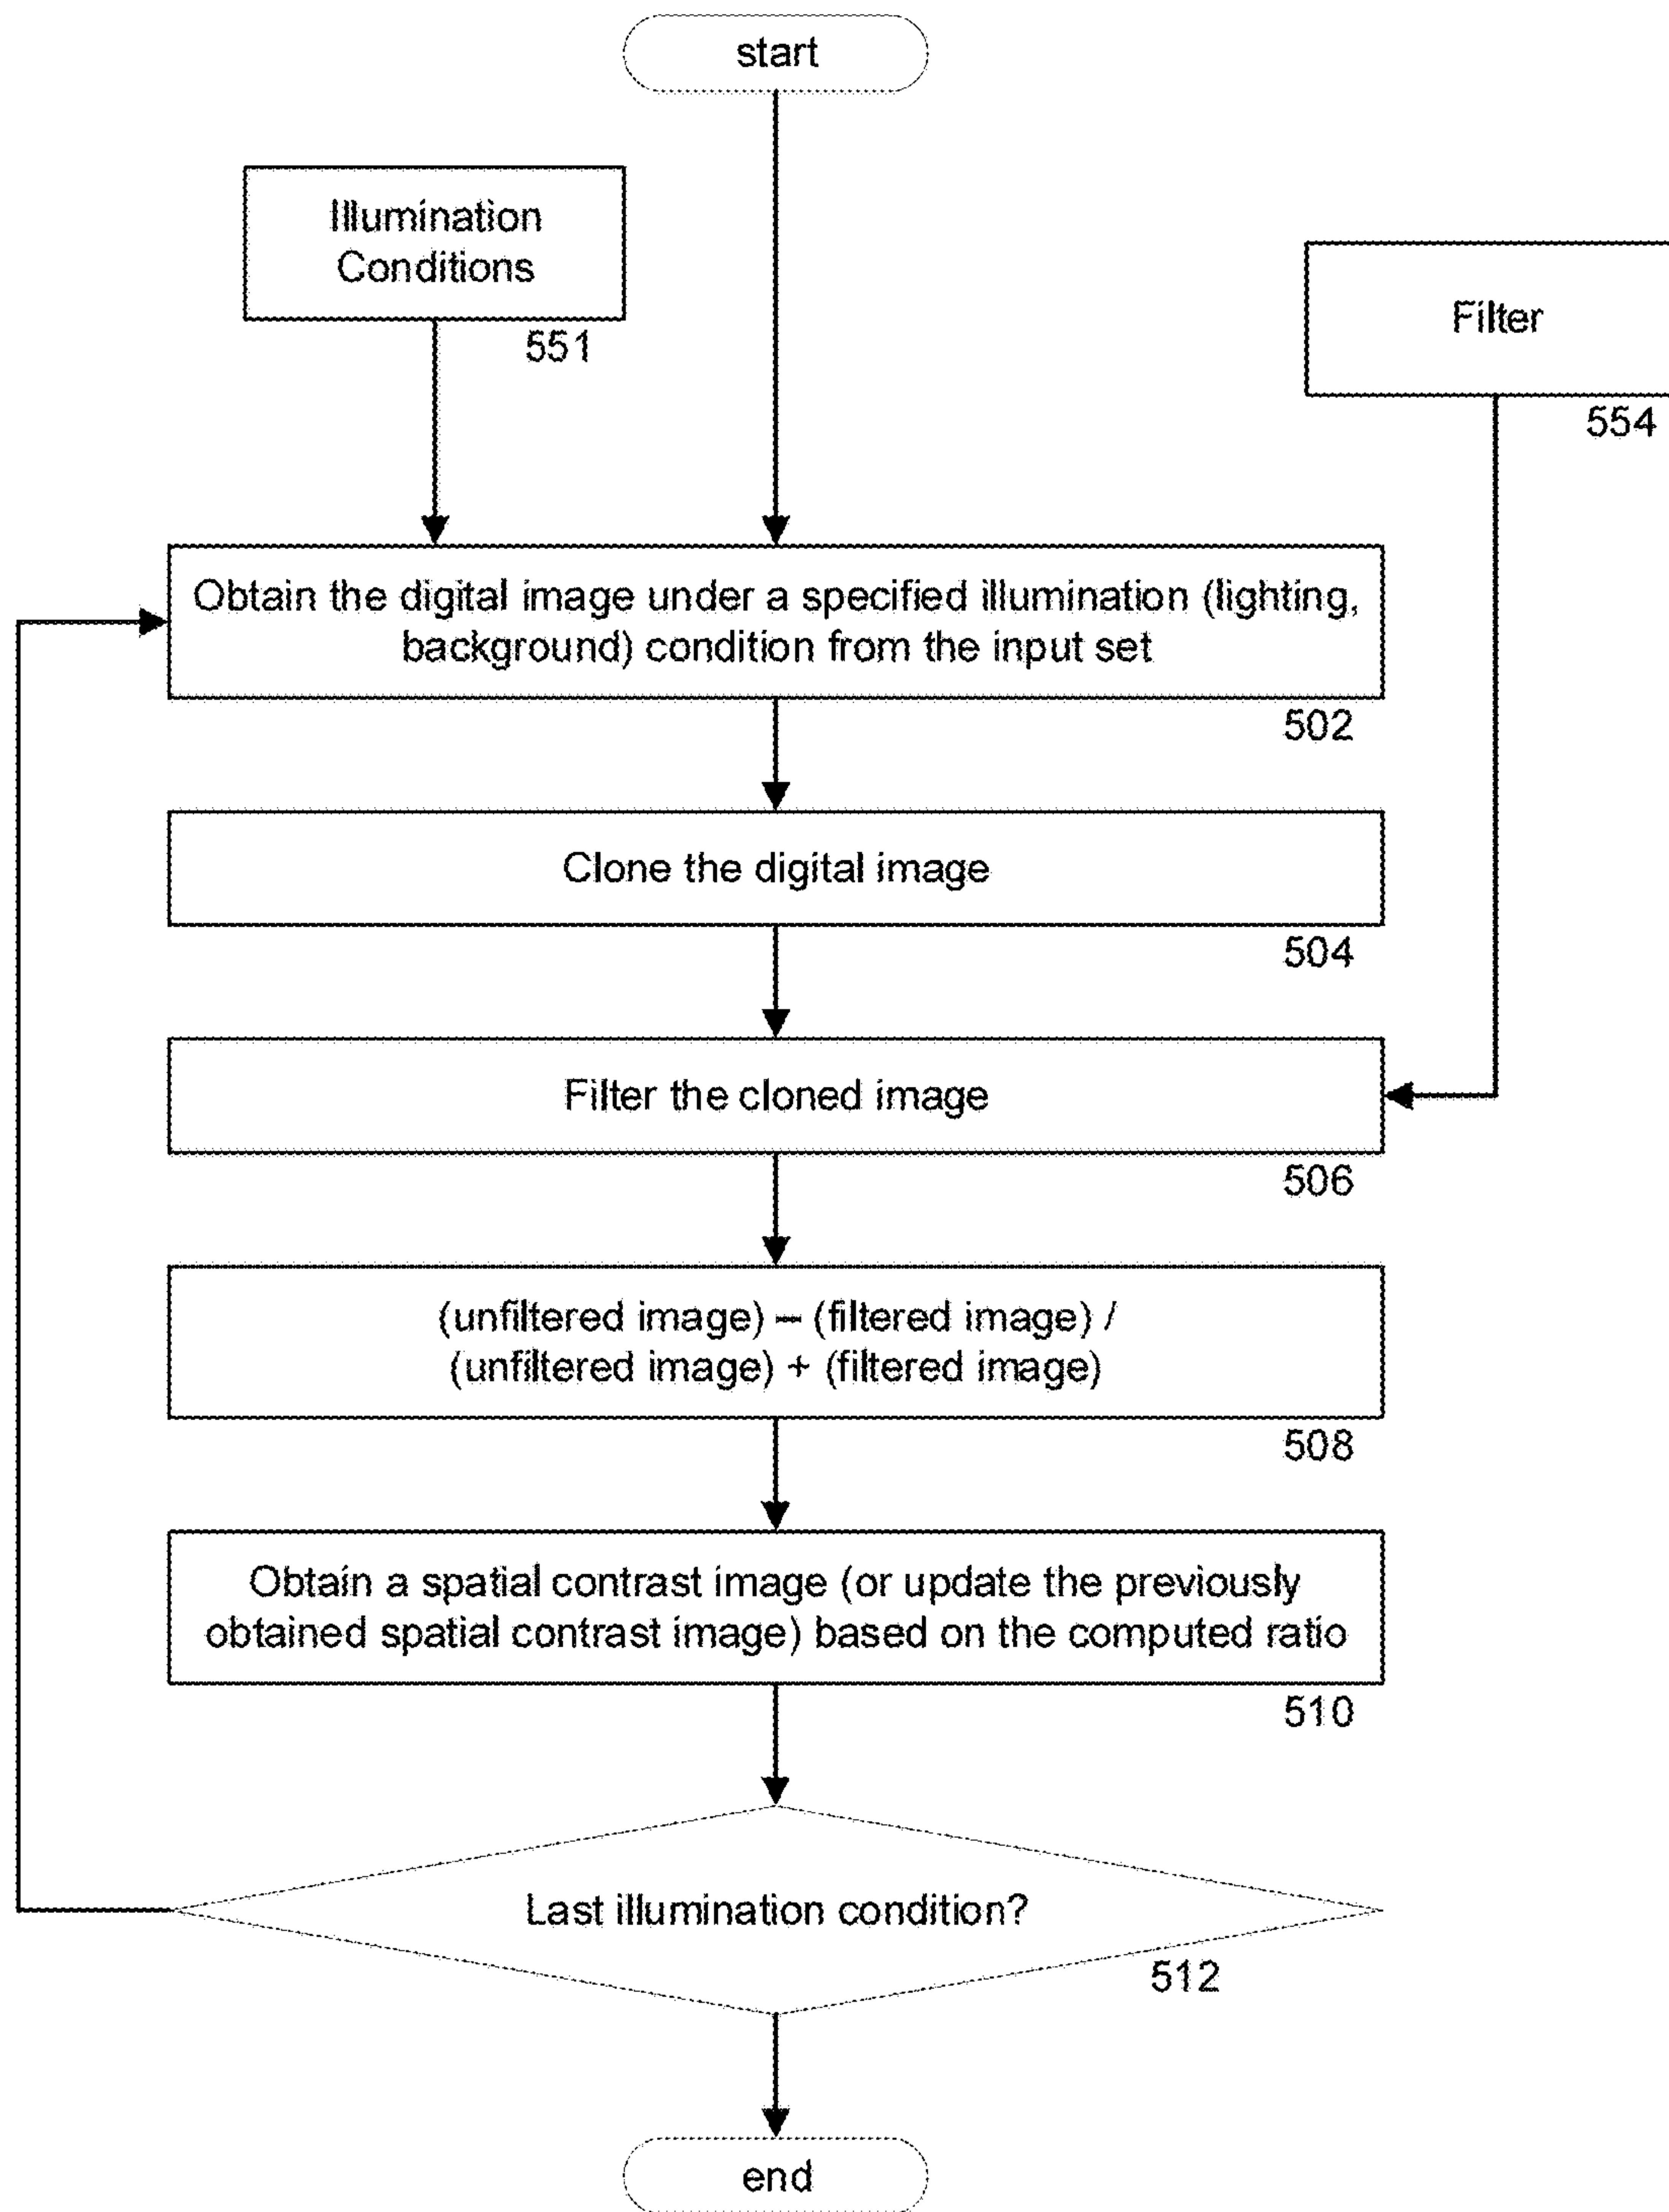 start
Illumination
Conditions
551
Filter
554
Obtain the digital image under a specified illumination (lighting,
background) condition from the input set
502
Clone the digital image
504
Filter the cloned image
506
(unfiltered image) – (filtered image) /
(unfiltered image) + (filtered image)
508
Obtain a spatial contrast image (or update the previously
obtained spatial contrast image) based on the computed ratio
510
Last illumination condition?
512
end